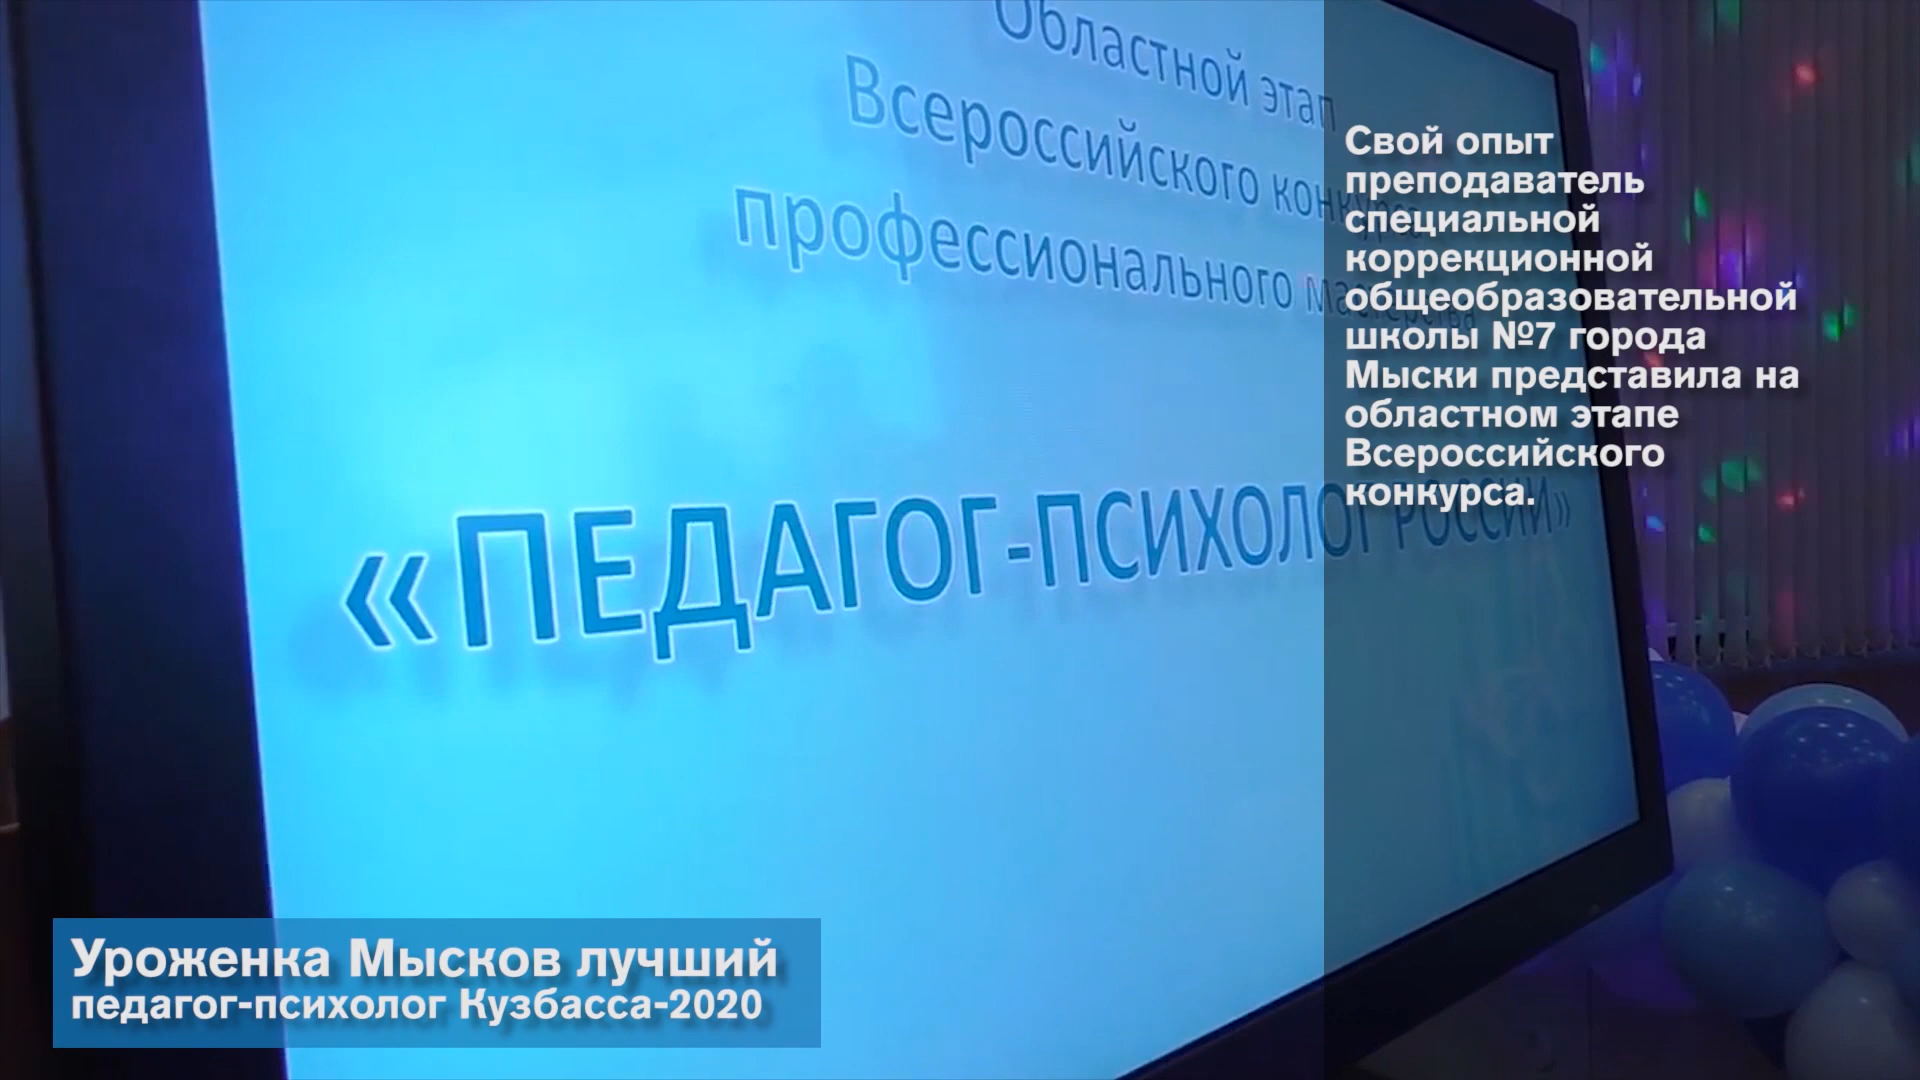 Областной этап
Всероссийского конкурса
профессионального мастерства
«ПЕДАГОГ-ПСИХОЛОГ РОССИИ»
Свой опыт
преподаватель
специальной
коррекционной
общеобразовательной
школы №7 города
Мыски представила на
областном этапе
Всероссийского
конкурса.
Уроженка Мысков лучший
педагог-психолог Кузбасса-2020